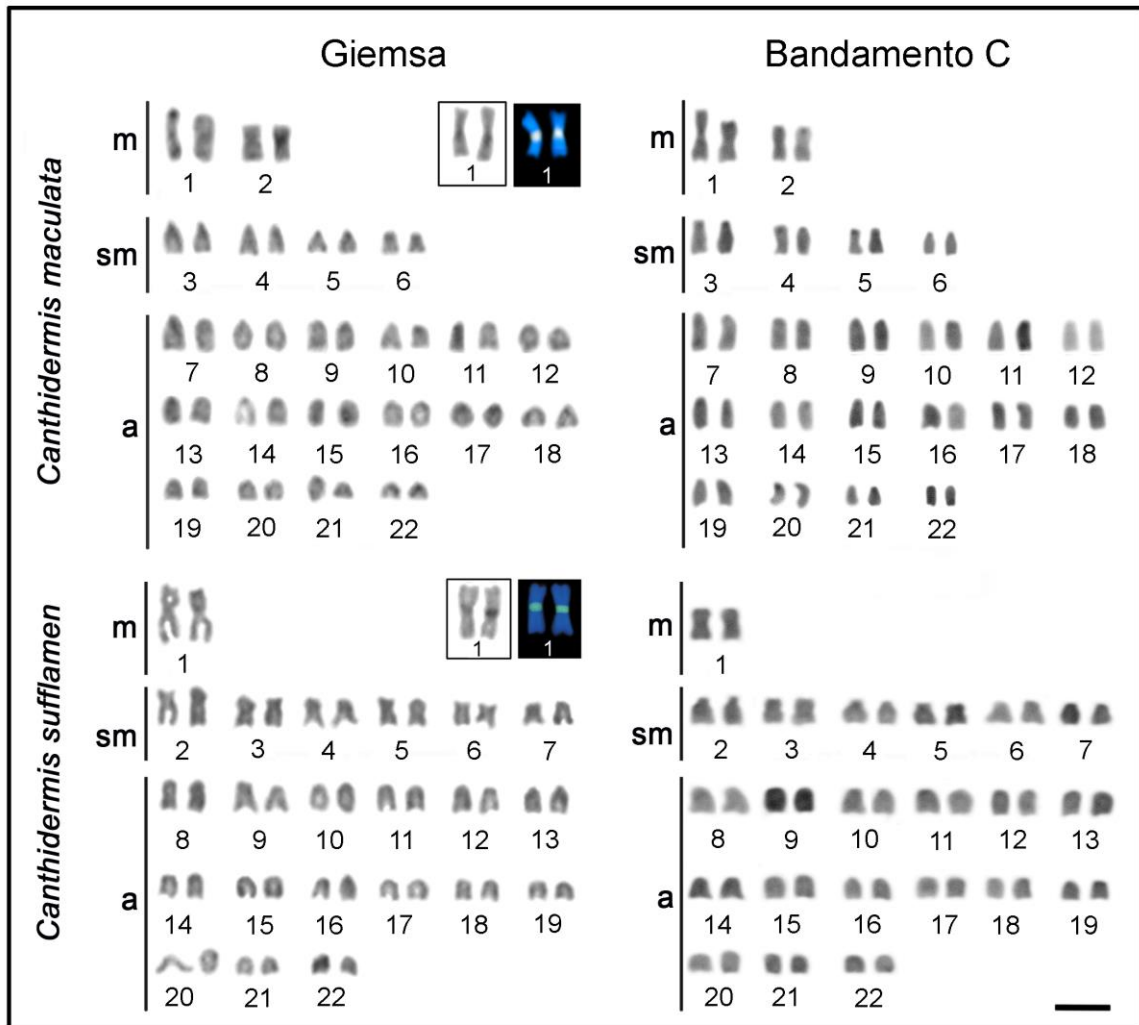 Giemsa Bandamento C
Canthidermis maculata
m
1 2 1 1 m 1 2
sm
3 4 5 6 sm 3 4 5 6
7 8 9 10 11 12 7 8 9 10 11 12
a a
13 14 15 16 17 18 13 14 15 16 17 18
19 20 21 22 19 20 21 22
Canthidermis sufflamen
m m
1 1 1 1
sm sm
2 3 4 5 6 7 2 3 4 5 6 7
8 9 10 11 12 13 8 9 10 11 12 13
a a
14 15 16 17 18 19 14 15 16 17 18 19
20 21 22 20 21 22